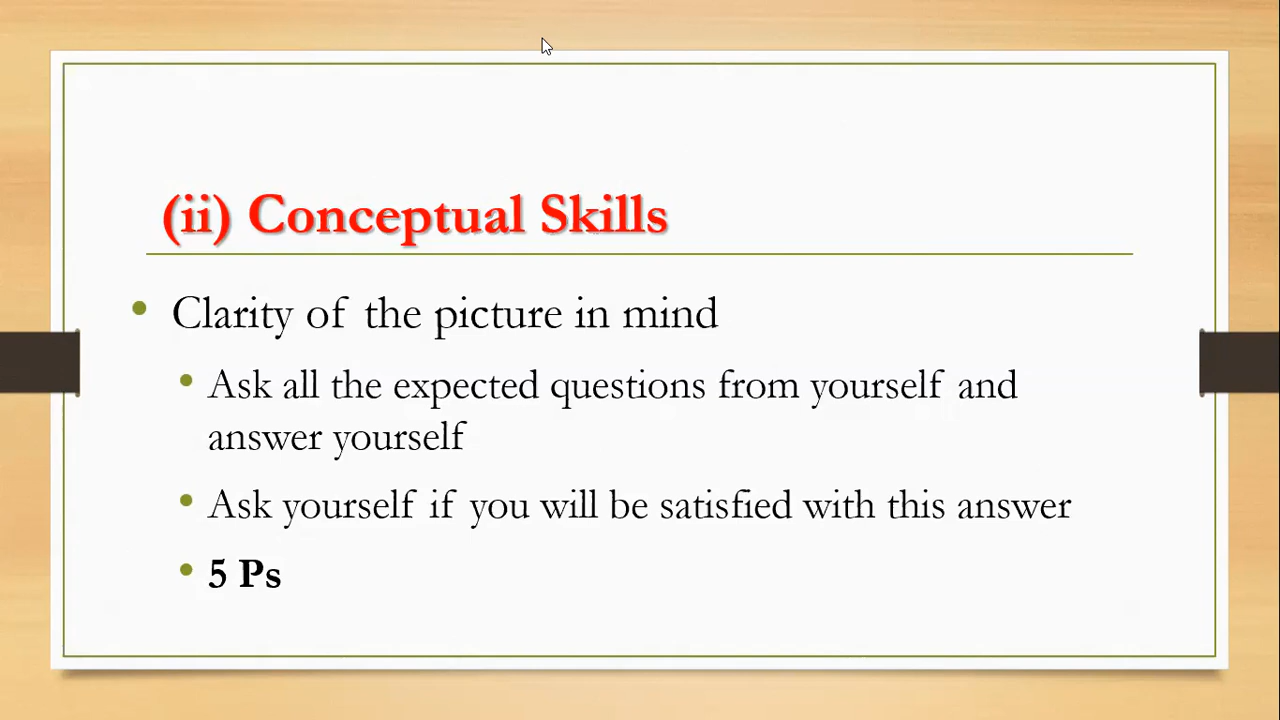 (ii) Conceptual Skills
• Clarity of the picture in mind
• Ask all the expected questions from yourself and
answer yourself
• Ask yourself if you will be satisfied with this answer
• 5 Ps